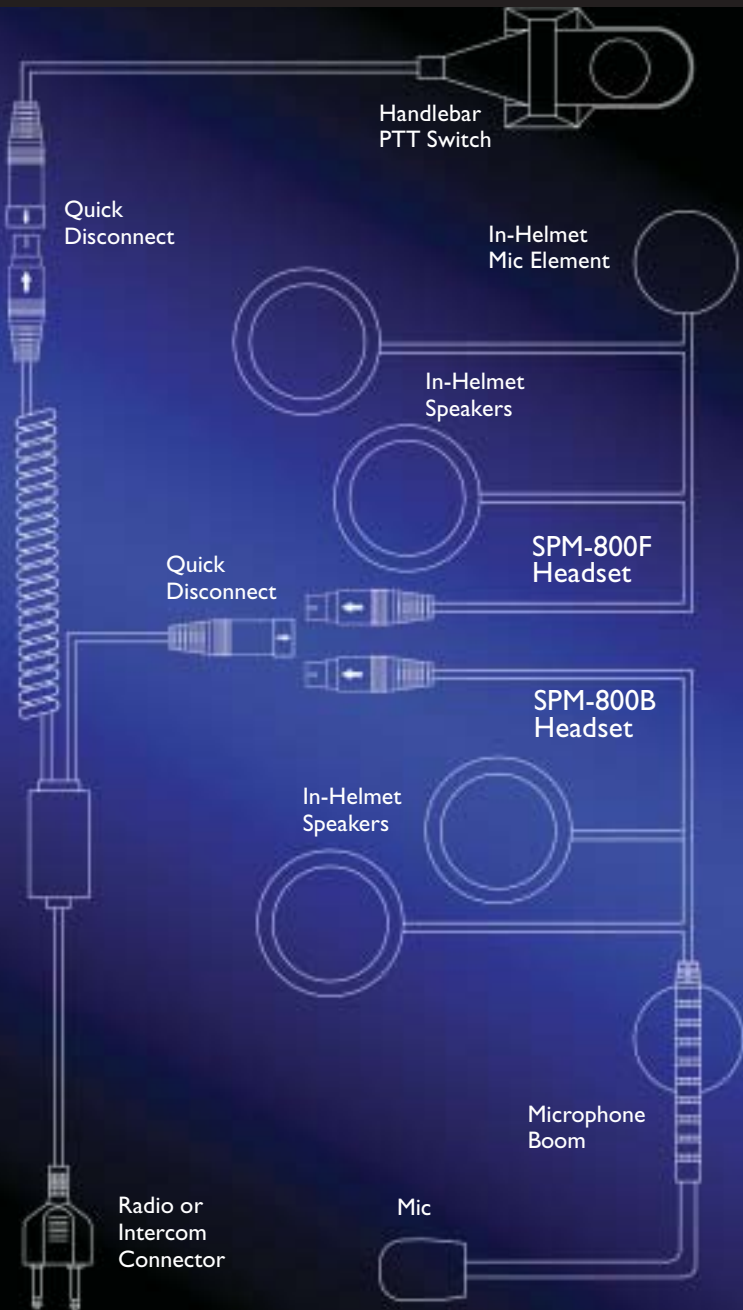 Handlebar
PTT Switch
Quick
Disconnect
In-Helmet
Mic Element
In-Helmet
Speakers
SPM-800F
Headset
Quick
Disconnect
SPM-800B
Headset
In-Helmet
Speakers
Microphone
Boom
Radio or
Intercom
Connector
Mic